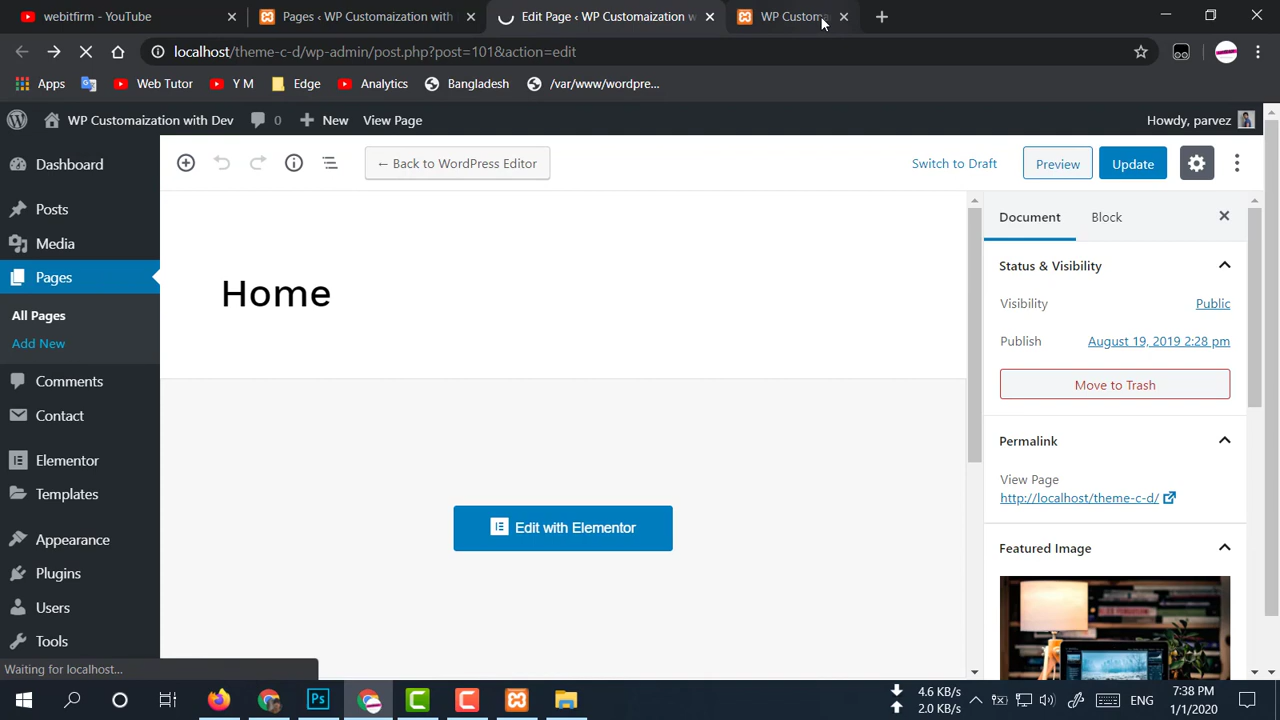 webitfirm - YouTube
Pages ‹ WP Customaization with
Edit Page ‹ WP Customaization w
WP Customa
localhost/theme-c-d/wp-admin/post.php?post=101&action=edit
Apps
Web Tutor
Y M
Edge
Analytics
Bangladesh
/var/www/wordpre...
WP Customaization with Dev
0
New
View Page
Howdy, parvez
Dashboard
Posts
Media
Pages
All Pages
Add New
Comments
Contact
Elementor
Templates
Appearance
Plugins
Users
Tools
← Back to WordPress Editor
Switch to Draft
Preview
Update
Home
Edit with Elementor
Document
Block
Status & Visibility
Visibility
Public
Publish
August 19, 2019 2:28 pm
Move to Trash
Permalink
View Page
http://localhost/theme-c-d/
Featured Image
Waiting for localhost...
Ps
4.6 KB/s
2.0 KB/s
ENG
7:38 PM
1/1/2020